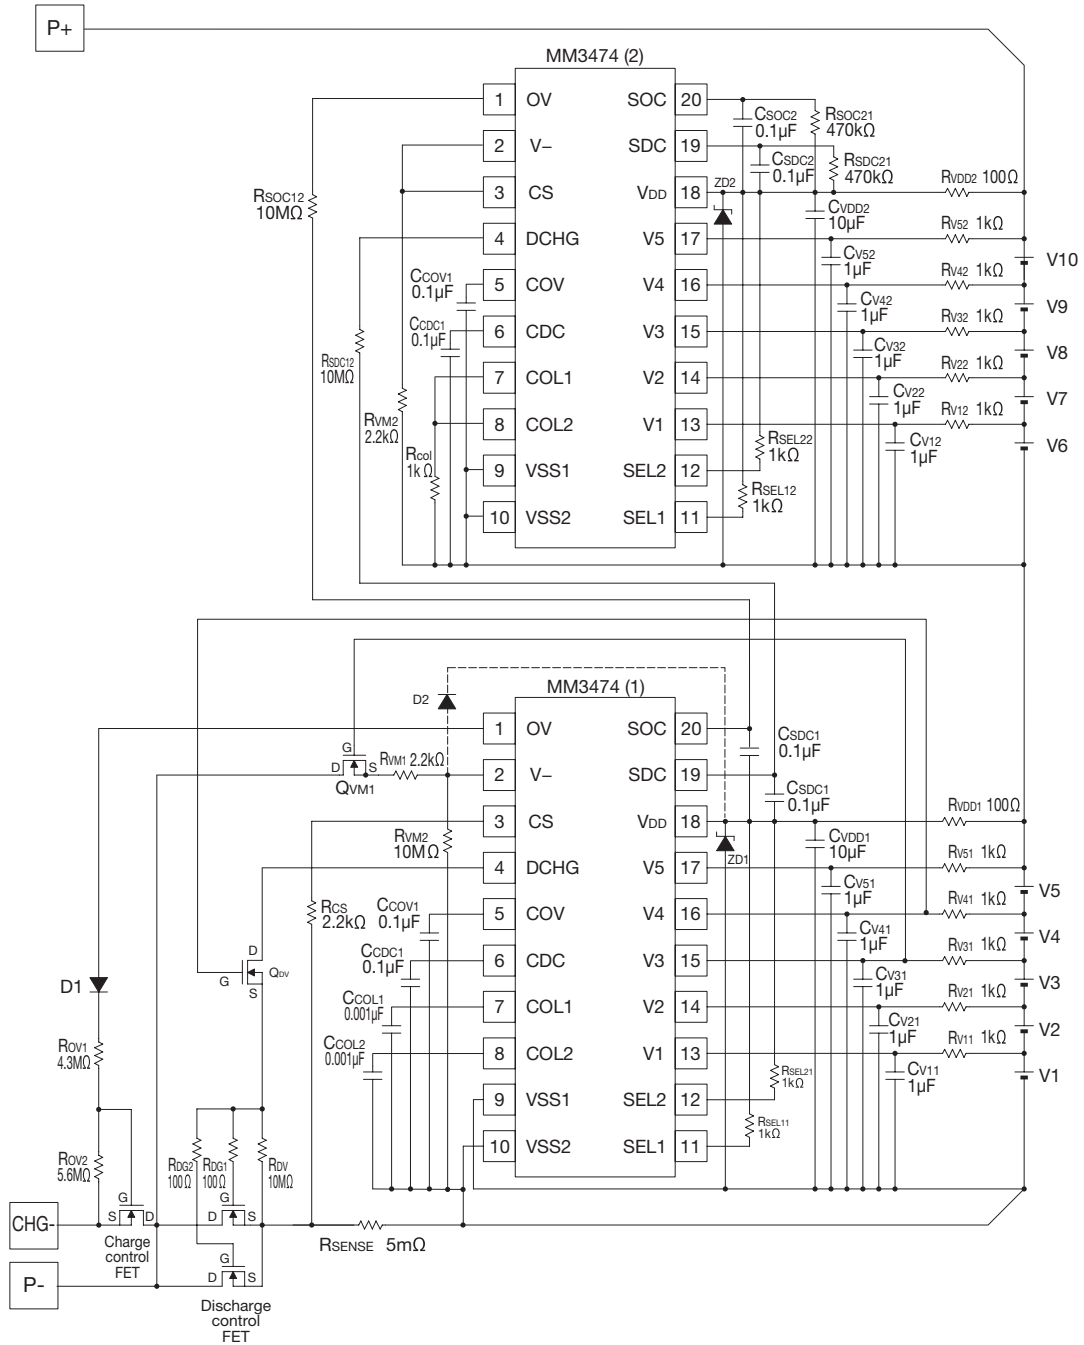 P+
MM3474 (2)
1 OV SOC 20
2 V− SDC 19
3 CS VDD 18
4 DCHG V5 17
5 COV V4 16
6 CDC V3 15
7 COL1 V2 14
8 COL2 V1 13
9 VSS1 SEL2 12
10 VSS2 SEL1 11
RSOC12
10MΩ
RSDC12
10MΩ
CCOV1
0.1µF
CCDC1
0.1µF
RVM2
2.2kΩ
Rcol
1kΩ
CSOC2
0.1µF
RSOC21
470kΩ
CSDC2
0.1µF
RSDC21
470kΩ
ZD2
CVDD2
10µF
RVDD2 100Ω
CV52
1µF
RV52 1kΩ
CV42
1µF
RV42 1kΩ
CV32
1µF
RV32 1kΩ
CV22
1µF
RV22 1kΩ
CV12
1µF
RV12 1kΩ
RSEL22
1kΩ
RSEL12
1kΩ
V10
V9
V8
V7
V6
MM3474 (1)
1 OV SOC 20
2 V− SDC 19
3 CS VDD 18
4 DCHG V5 17
5 COV V4 16
6 CDC V3 15
7 COL1 V2 14
8 COL2 V1 13
9 VSS1 SEL2 12
10 VSS2 SEL1 11
D2
G
D S
QVM1
RVM1 2.2kΩ
RVM2
10MΩ
RCS
2.2kΩ
CCOV1
0.1µF
CCDC1
0.1µF
CCOL1
0.001µF
CCOL2
0.001µF
CSDC1
0.1µF
CSDC1
0.1µF
ZD1
CVDD1
10µF
RVDD1 100Ω
CV51
1µF
RV51 1kΩ
CV41
1µF
RV41 1kΩ
CV31
1µF
RV31 1kΩ
CV21
1µF
RV21 1kΩ
CV11
1µF
RV11 1kΩ
RSEL21
1kΩ
RSEL11
1kΩ
V5
V4
V3
V2
V1
D
G
S
QDV
D1
ROV1
4.3MΩ
ROV2
5.6MΩ
RDG2
100Ω
RDG1
100Ω
RDV
10MΩ
CHG-
G
S D
Charge
control
FET
G
D S
RSENSE 5mΩ
P-
G
D S
Discharge
control
FET